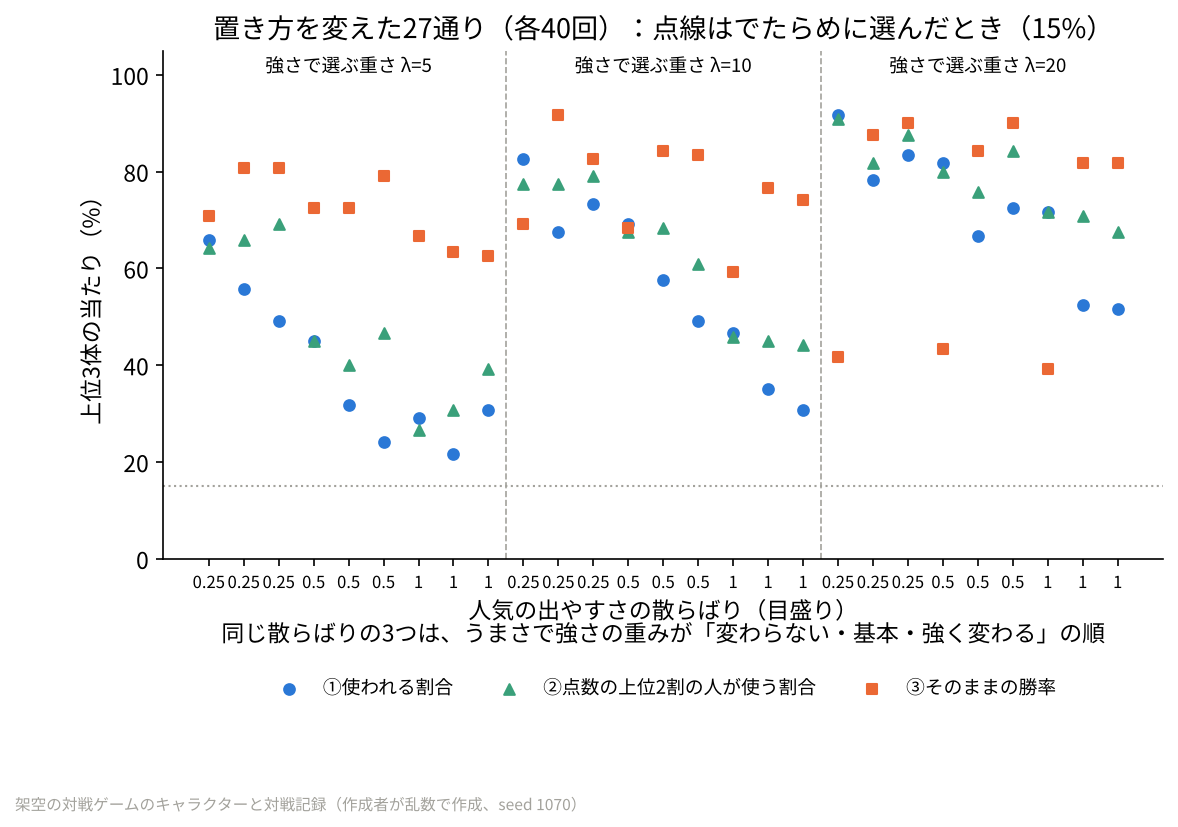 置き方を変えた27通り（各40回）：点線はでたらめに選んだとき（15%）
強さで選ぶ重さ λ=5
強さで選ぶ重さ λ=10
強さで選ぶ重さ λ=20
上位3体の当たり（%）
100
80
60
40
20
0
0.25 0.25 0.25 0.5 0.5 0.5 1 1 1 0.25 0.25 0.25 0.5 0.5 0.5 1 1 1 0.25 0.25 0.25 0.5 0.5 0.5 1 1 1
人気の出やすさの散らばり（目盛り）
同じ散らばりの3つは、うまさで強さの重みが「変わらない・基本・強く変わる」の順
①使われる割合
②点数の上位2割の人が使う割合
③そのままの勝率
架空の対戦ゲームのキャラクターと対戦記録（作成者が乱数で作成、seed 1070）